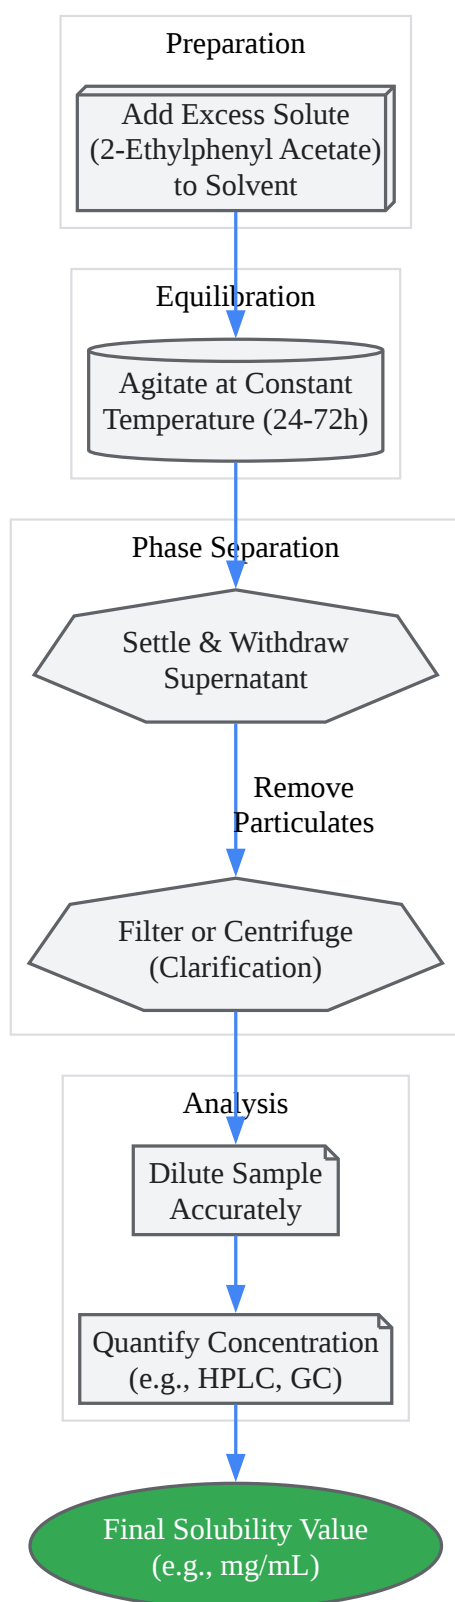 Preparation
Add Excess Solute
(2-Ethylphenyl Acetate)
to Solvent
Equilibration
Agitate at Constant
Temperature (24-72h)
Phase Separation
Settle & Withdraw
Supernatant
Remove
Particulates
Filter or Centrifuge
(Clarification)
Analysis
Dilute Sample
Accurately
Quantify Concentration
(e.g., HPLC, GC)
Final Solubility Value
(e.g., mg/mL)